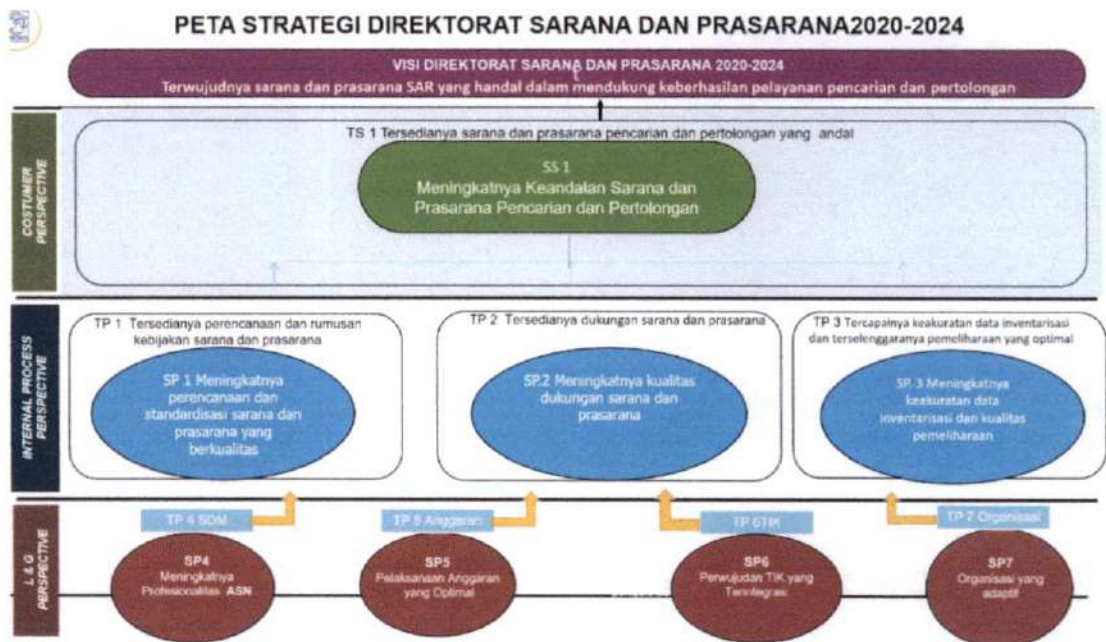 PETA STRATEGI DIREKTORAT SARANA DAN PRASARANA2020-2024
VISI DIREKTORAT SARANA DAN PRASARANA 2020-2024
Terwujudnya sarana dan prasarana SAR yang handal dalam mendukung keberhasilan pelayanan pencarian dan pertolongan
COSTUMER
PERSPECTIVE
TS 1 Tersedianya sarana dan prasarana pencarian dan pertolongan yang andal
SS 1
Meningkatnya Keandalan Sarana dan
Prasarana Pencarian dan Pertolongan
INTERNAL PROCESS
PERSPECTIVE
TP 1 Tersedianya perencanaan dan rumusan
kebijakan sarana dan prasarana
SP 1 Meningkatnya
perencanaan dan
standardisasi sarana dan
prasarana yang
berkualitas
TP 2 Tersedianya dukungan sarana dan prasarana
SP.2 Meningkatnya kualitas
dukungan sarana dan
prasarana
TP 3 Tercapainya keakuratan data inventarisasi
dan terselenggaranya pemeliharaan yang optimal
SP. 3 Meningkatnya
keakuratan data
inventarisasi dan kualitas
pemeliharaan
L & G
PERSPECTIVE
TP 4 SDM
SP4
Meningkatnya
Profesionalitas ASN
TP 5 Anggaran
SP5
Pelaksanaan Anggaran
yang Optimal
TP 6TIK
SP6
Perwujudan TIK yang
Terintegrasi
TP 7 Organisasi
SP7
Organisasi yang
adaptif